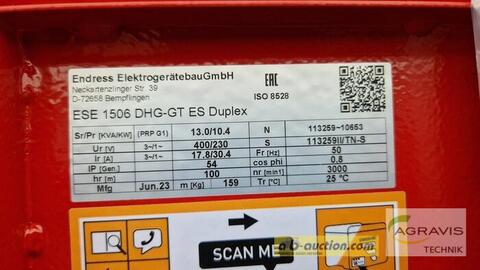 Endress ElektrogerätebauGmbH
Neckartenzlinger Str. 39
D-72658 Bempflingen
EAC
ISO 8528
ESE 1506 DHG-GT ES Duplex
Sr/Pr [KVA/KW] (PRP G1) 13.0/10.4 N 113259-10653
Ur [V] 3~/1~ 400/230 S 113259II/TN-S
Ir [A] 3~/1~ 17.8/30.4 Fr [Hz] 50
IP [Gen.] 54 cos phi 0,8
hr [m] 100 nr [min1] 3000
Mfg Jun.23 m [Kg] 159 Tr [°C] 25 °C
SCAN ME
ab-auction.com
AGRAVIS
TECHNIK